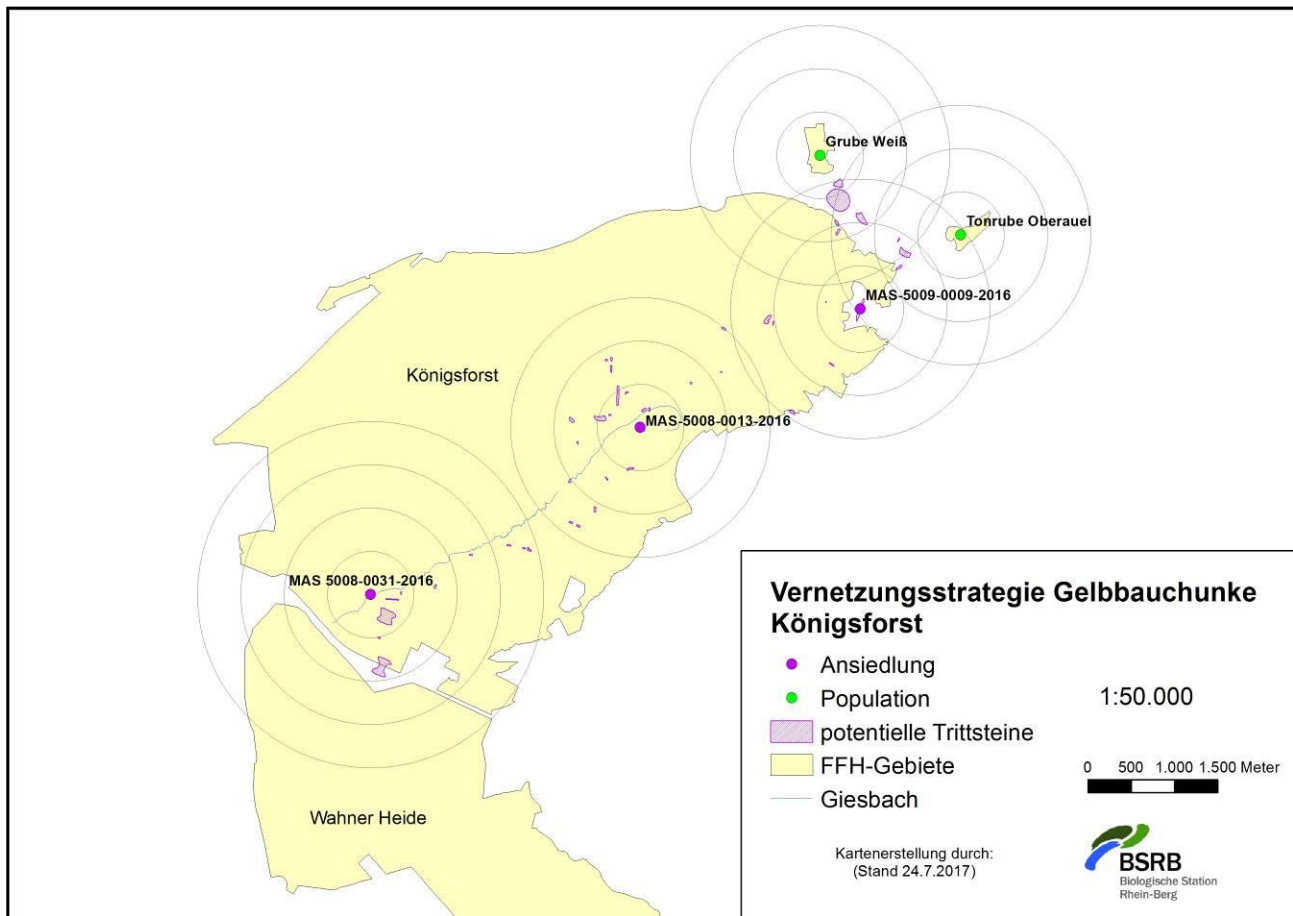 Grube Weiß
Tonrube Oberauel
MAS-5009-0009-2016
Königsforst
MAS-5008-0013-2016
MAS 5008-0031-2016
Wahner Heide
Vernetzungsstrategie Gelbbauchunke
Königsforst
Ansiedlung
Population
1:50.000
potentielle Trittsteine
FFH-Gebiete
0 500 1.000 1.500 Meter
Giesbach
Kartenerstellung durch:
(Stand 24.7.2017)
BSRB
Biologische Station
Rhein-Berg